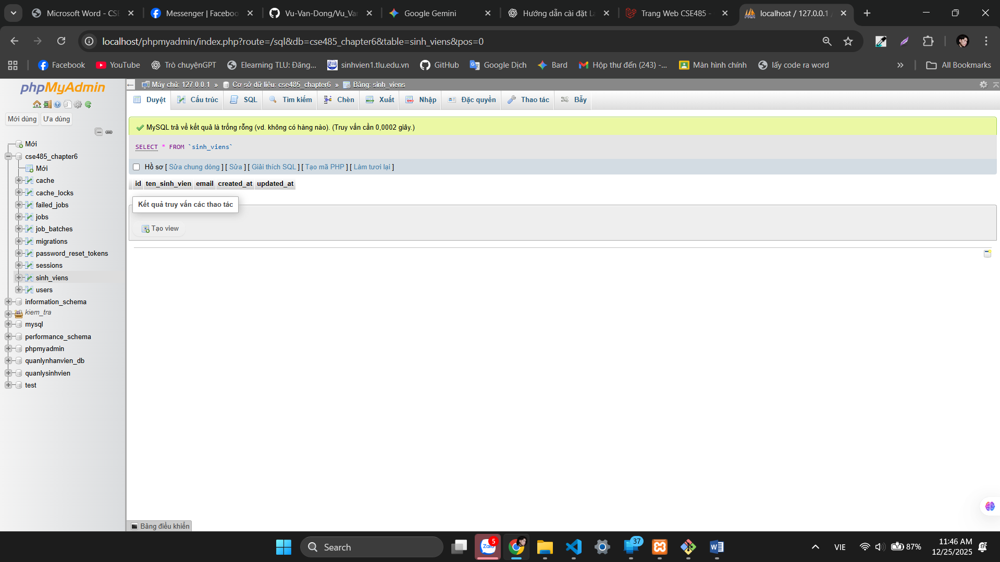 Microsoft Word - CSE
Messenger | Faceboo
Vu-Van-Dong/Vu_Va
Google Gemini
Hướng dẫn cài đặt La
Trang Web CSE485 -
localhost / 127.0.0.1 /
localhost/phpmyadmin/index.php?route=/sql&db=cse485_chapter6&table=sinh_viens&pos=0
Facebook
YouTube
Trò chuyệnGPT
Elearning TLU: Đăng...
sinhvien1.tlu.edu.vn
GitHub
Google Dịch
Bard
Hộp thư đến (243) -...
Màn hình chính
lấy code ra word
All Bookmarks
phpMyAdmin
Mới dùng Ưa dùng
Mới
cse485_chapter6
Mới
cache
cache_locks
failed_jobs
jobs
job_batches
migrations
password_reset_tokens
sessions
sinh_viens
users
information_schema
kiem_tra
mysql
performance_schema
phpmyadmin
quanlynhanvien_db
quanlysinhvien
test
Máy chủ: 127.0.0.1 » Cơ sở dữ liệu: cse485_chapter6 » Bảng: sinh_viens
Duyệt Cấu trúc SQL Tìm kiếm Chèn Xuất Nhập Đặc quyền Thao tác Bẫy
MySQL trả về kết quả là trống rỗng (vd. không có hàng nào). (Truy vấn cần 0,0002 giây.)
SELECT * FROM `sinh_viens`
Hồ sơ [ Sửa chung dòng ] [ Sửa ] [ Giải thích SQL ] [ Tạo mã PHP ] [ Làm tươi lại ]
id ten_sinh_vien email created_at updated_at
Kết quả truy vấn các thao tác
Tạo view
Bảng điều khiển
Search
Zalo
5
37
VIE
87%
11:46 AM
12/25/2025